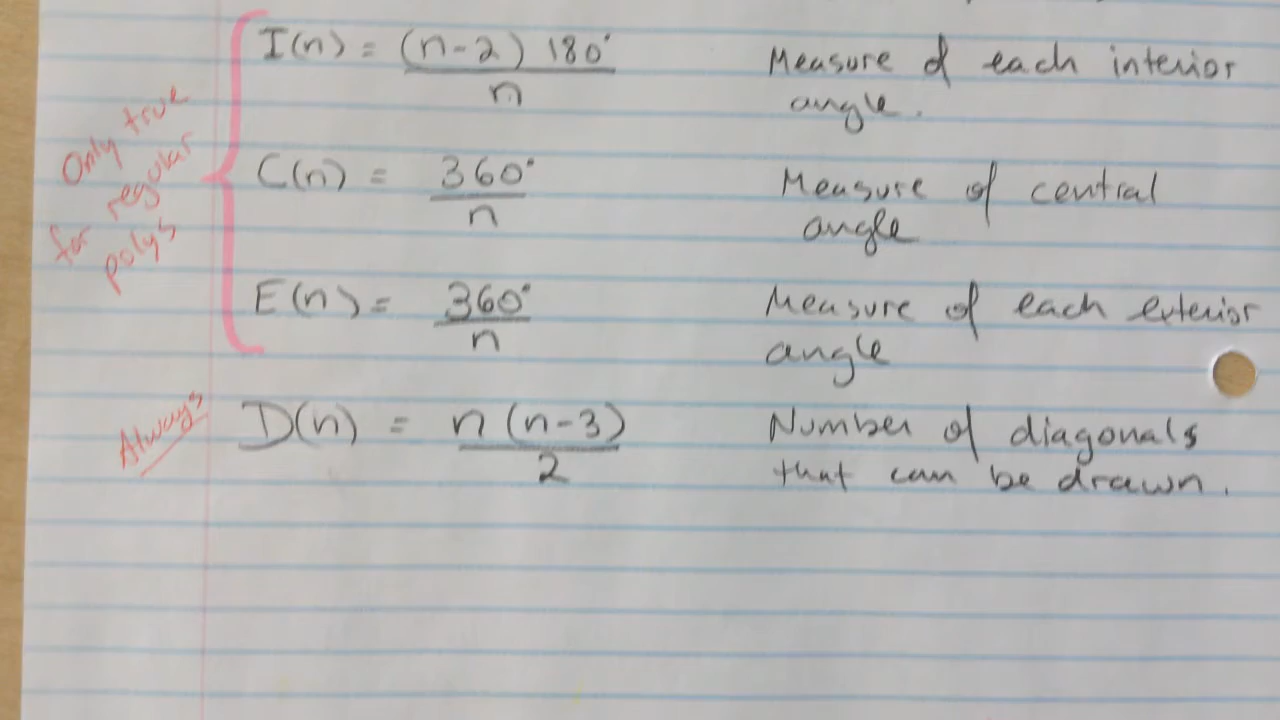 I(n) = (n-2) 180° Measure of each interior
n angle.
C(n) = 360° Measure of central
n angle
E(n) = 360° Measure of each exterior
n angle
D(n) = n(n-3) Number of diagonals
2 that can be drawn.
Only true
for regular
polys
Always